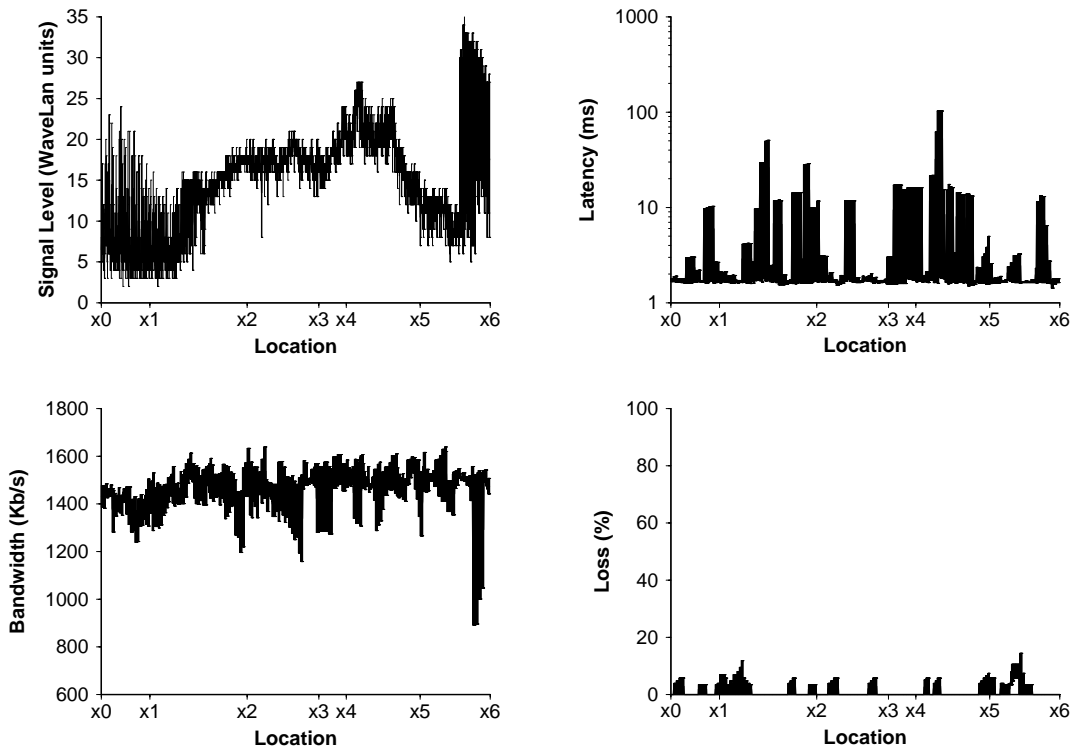 35
30
25
20
15
10
5
0
Signal Level (WaveLan units)
x0 x1 x2 x3 x4 x5 x6
Location
1000
100
10
1
Latency (ms)
x0 x1 x2 x3 x4 x5 x6
Location
1800
1600
1400
1200
1000
800
600
Bandwidth (Kb/s)
x0 x1 x2 x3 x4 x5 x6
Location
100
80
60
40
20
0
Loss (%)
x0 x1 x2 x3 x4 x5 x6
Location